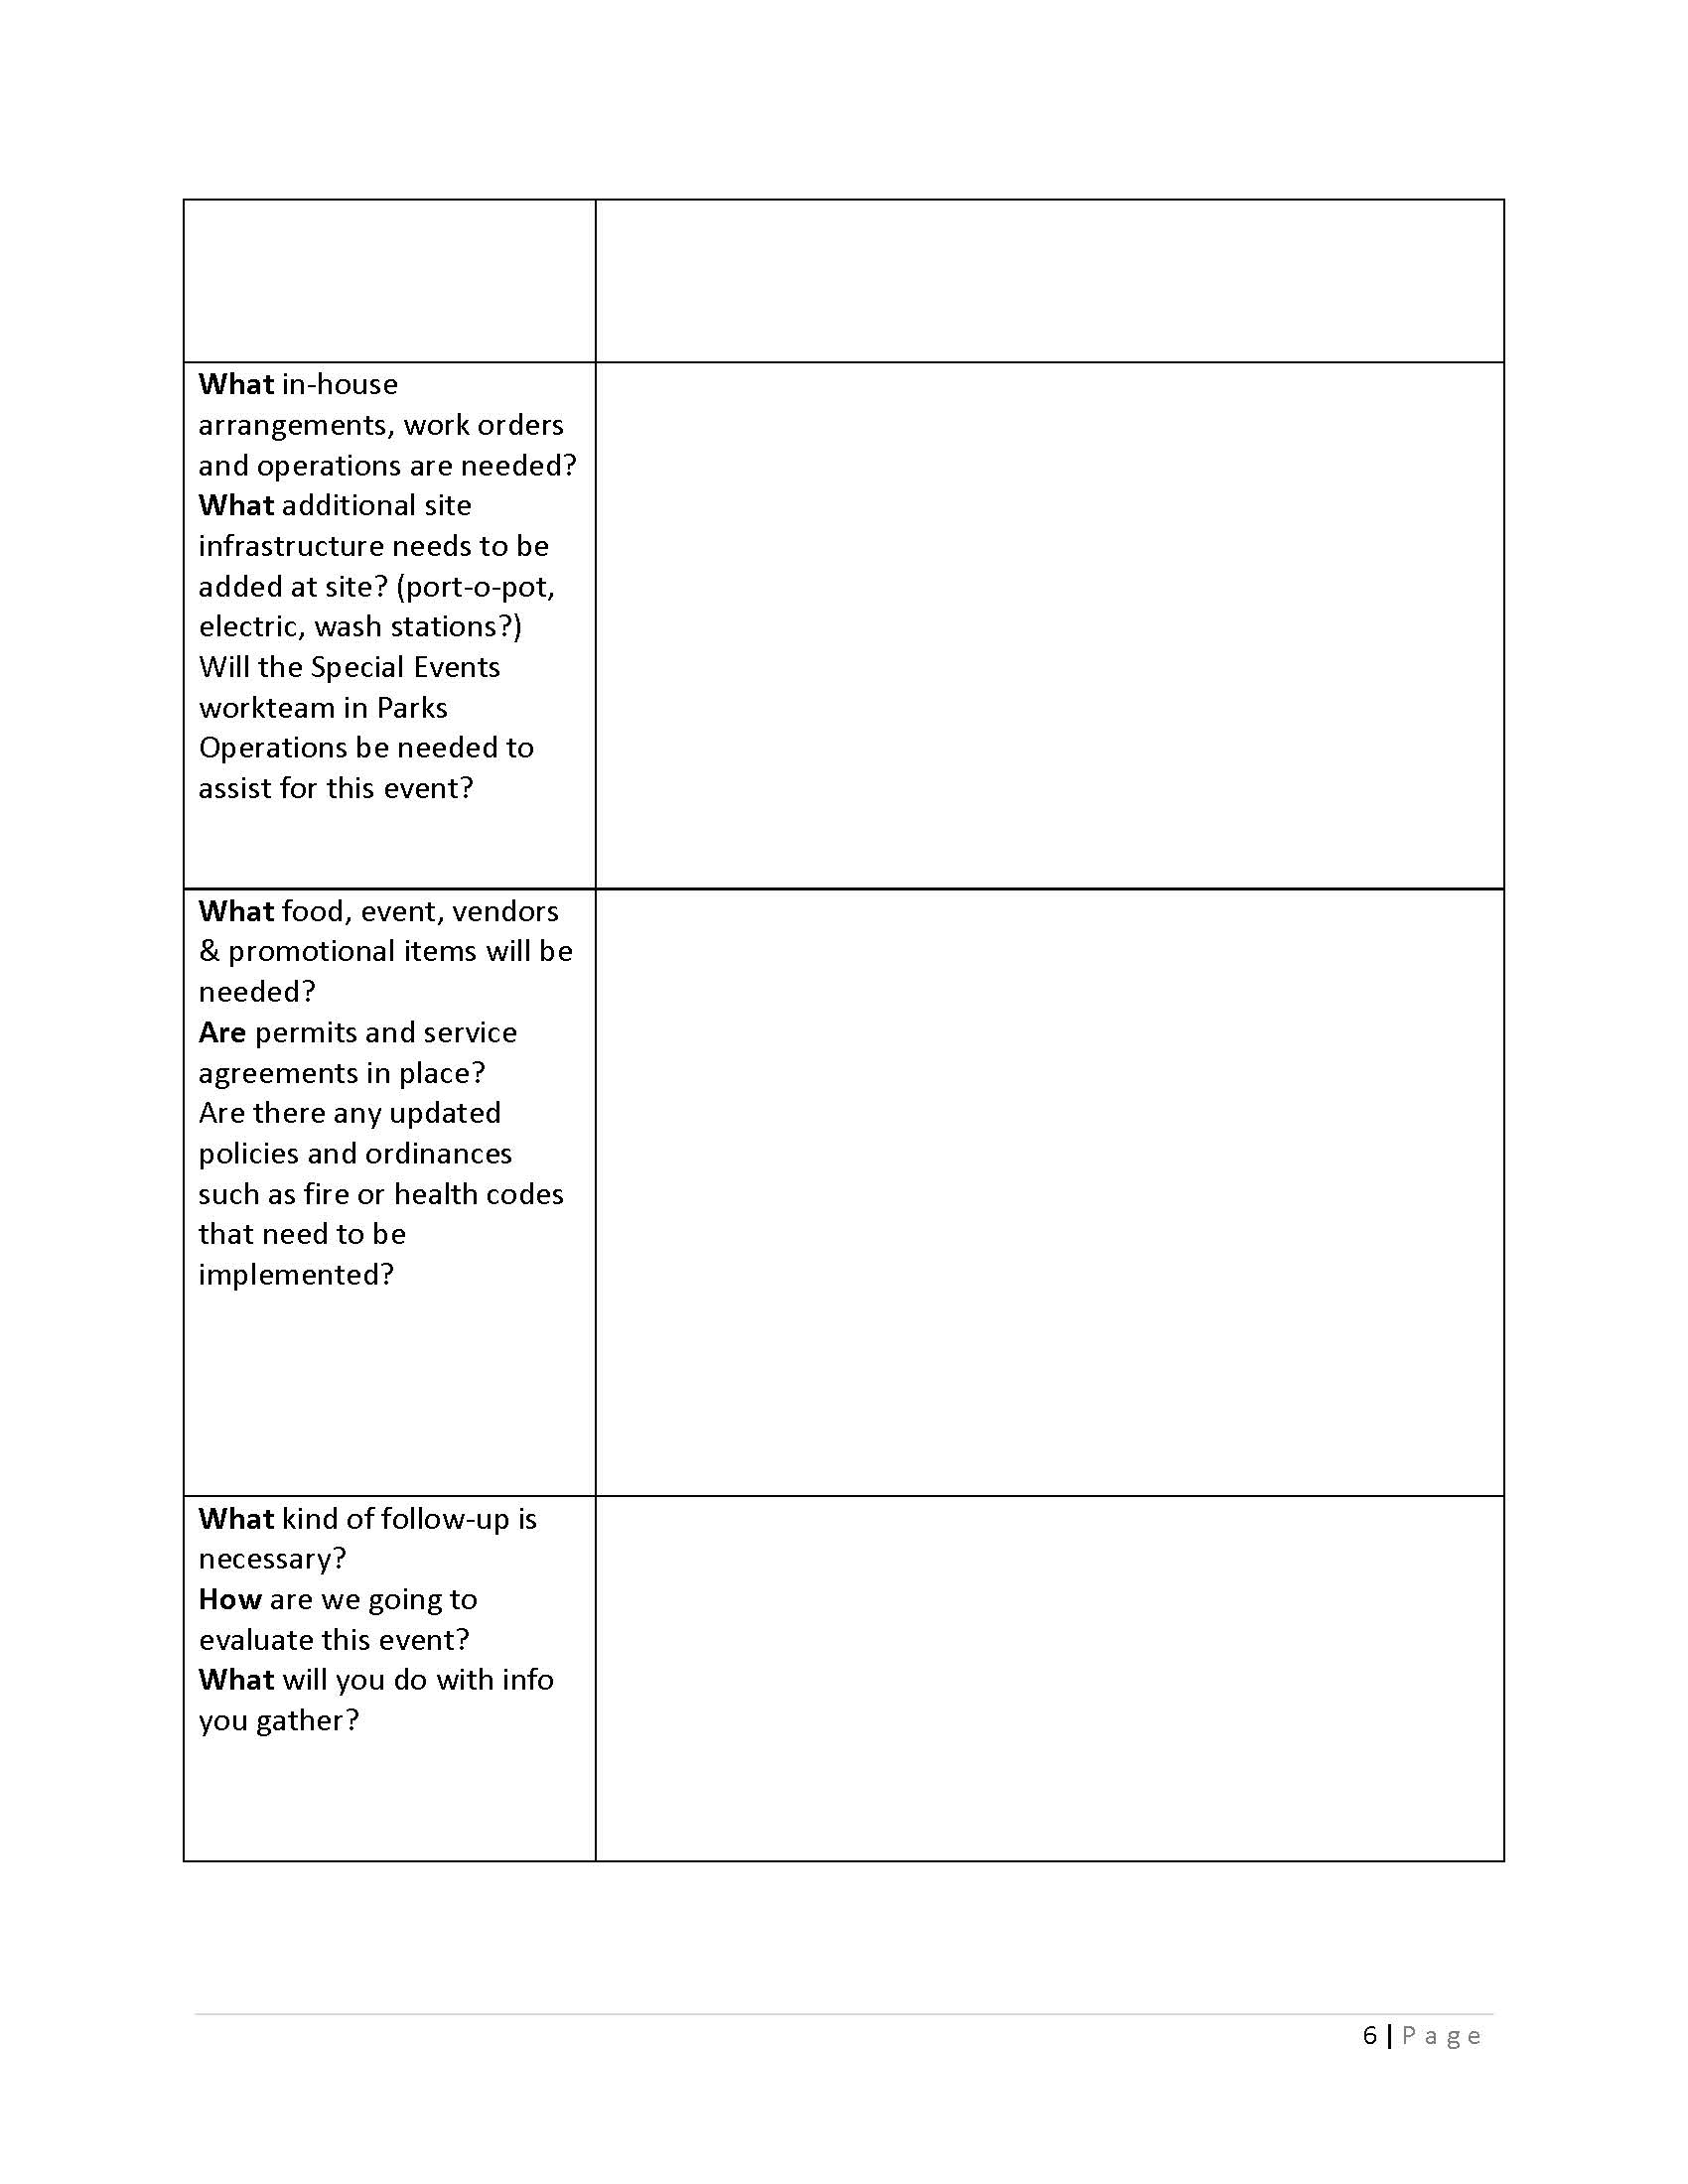 What in-house
arrangements, work orders
and operations are needed?
What additional site
infrastructure needs to be
added at site? (port-o-pot,
electric, wash stations?)
Will the Special Events
workteam in Parks
Operations be needed to
assist for this event?
What food, event, vendors
& promotional items will be
needed?
Are permits and service
agreements in place?
Are there any updated
policies and ordinances
such as fire or health codes
that need to be
implemented?
What kind of follow-up is
necessary?
How are we going to
evaluate this event?
What will you do with info
you gather?
6 | Page